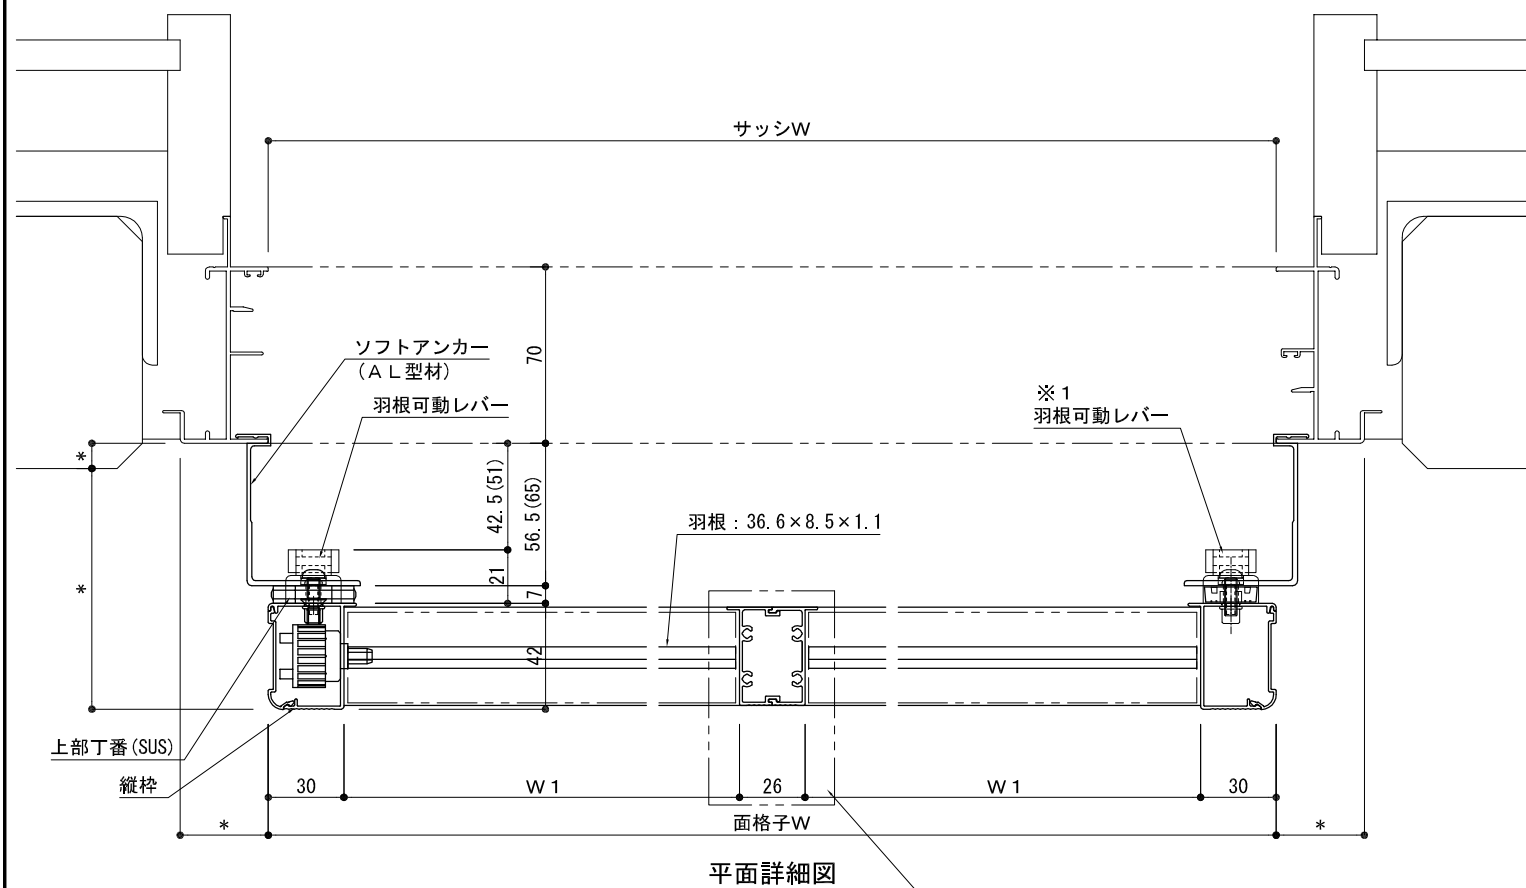 サッシW
ソフトアンカー
(AL型材)
羽根可動レバー
70
※1
羽根可動レバー
*
42.5(51)
56.5(65)
羽根：36.6×8.5×1.1
*
21
7
42
上部丁番(SUS)
縦枠
30
W1
26
W1
30
*
面格子W
*
平面詳細図